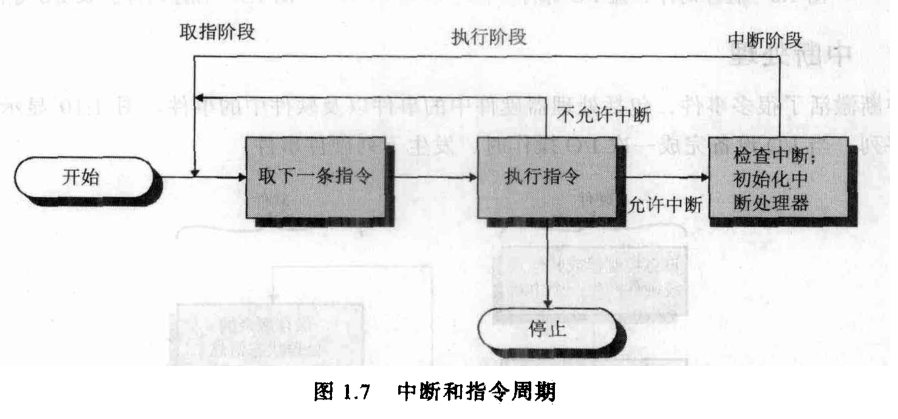 取指阶段
执行阶段
中断阶段
不允许中断
开始
取下一条指令
执行指令
检查中断;
初始化中
断处理器
允许中断
停止
图 1.7 中断和指令周期